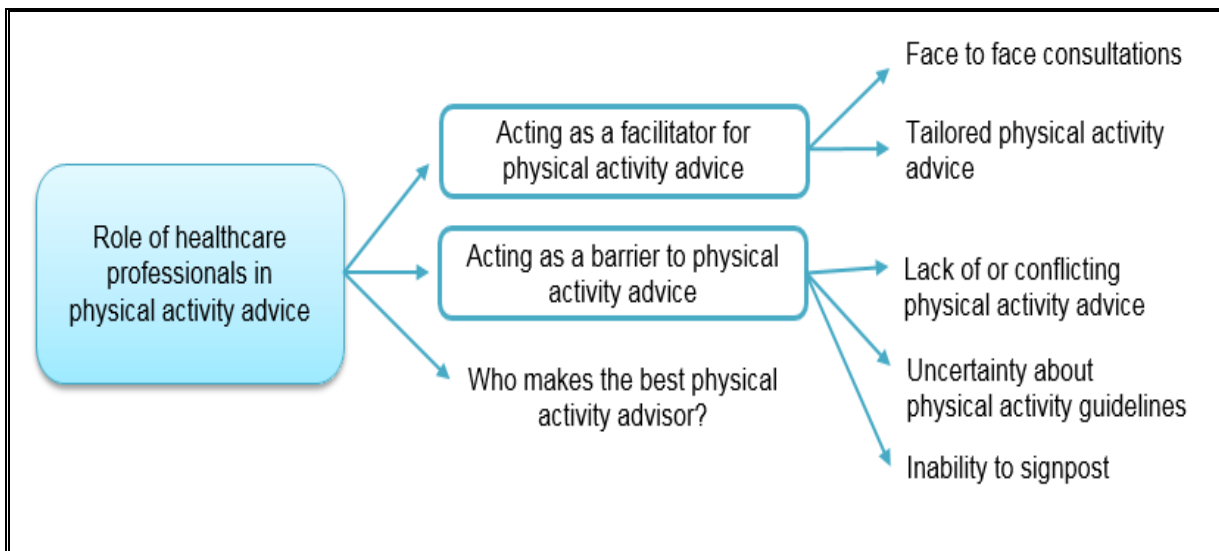 Role of healthcare
professionals in
physical activity advice
Acting as a facilitator for
physical activity advice
Face to face consultations
Tailored physical activity
advice
Acting as a barrier to physical
activity advice
Lack of or conflicting
physical activity advice
Uncertainty about
physical activity guidelines
Inability to signpost
Who makes the best physical
activity advisor?